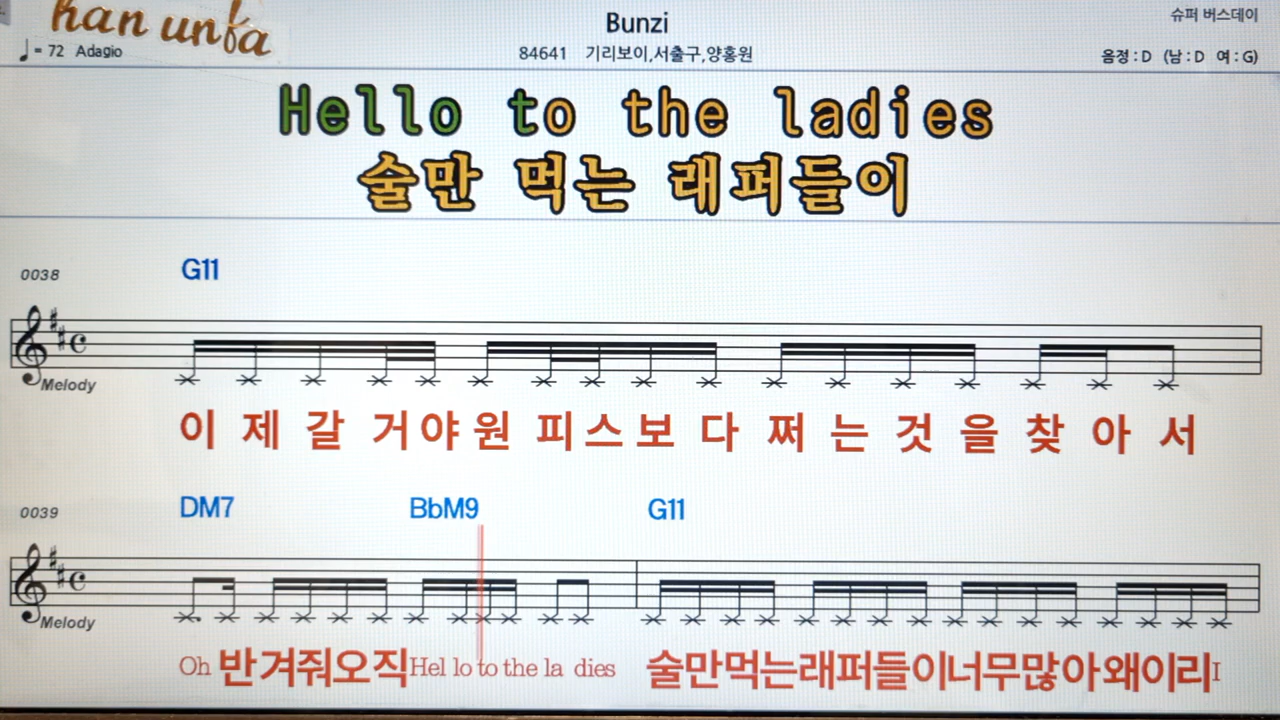 han unfa
Bunzi
슈퍼 버스데이
♩= 72 Adagio
84641 기리보이,서출구,양홍원
음정 : D (남 : D 여 : G)
Hello to the ladies
술만 먹는 래퍼들이
0038 G11
Melody
이 제 갈 거 야 원 피 스 보 다 쩌 는 것 을 찾 아 서
0039 DM7 BbM9 G11
Melody
Oh 반겨줘오직Hel lo to the la dies 술만먹는래퍼들이너무많아왜이리I